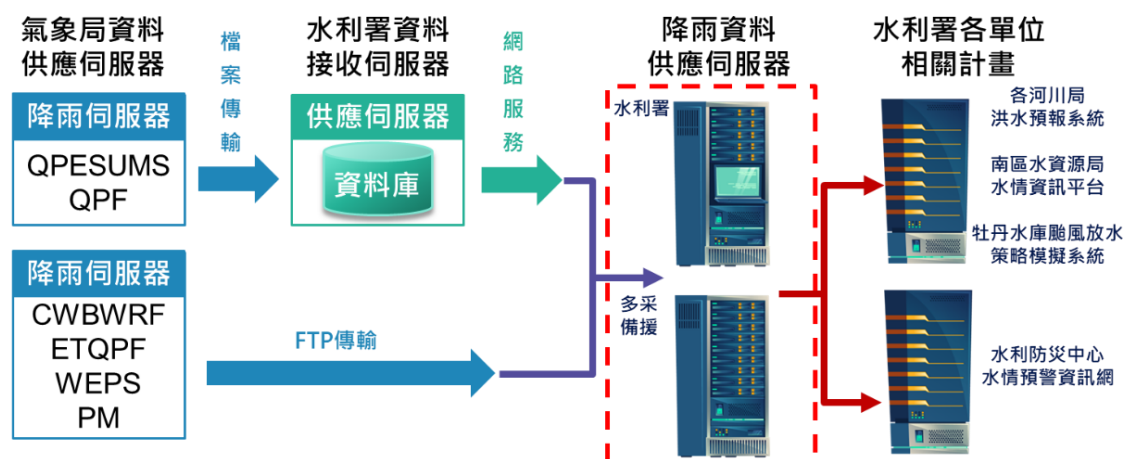 氣象局資料
供應伺服器
檔案傳輸
水利署資料
接收伺服器
網路服務
降雨資料
供應伺服器
水利署各單位
相關計畫
降雨伺服器
QPESUMS
QPF
供應伺服器
資料庫
水利署
各河川局
洪水預報系統
南區水資源局
水情資訊平台
牡丹水庫颱風放水
策略模擬系統
降雨伺服器
CWBWRF
ETQPF
WEPS
PM
FTP傳輸
多采
備援
水利防災中心
水情預警資訊網